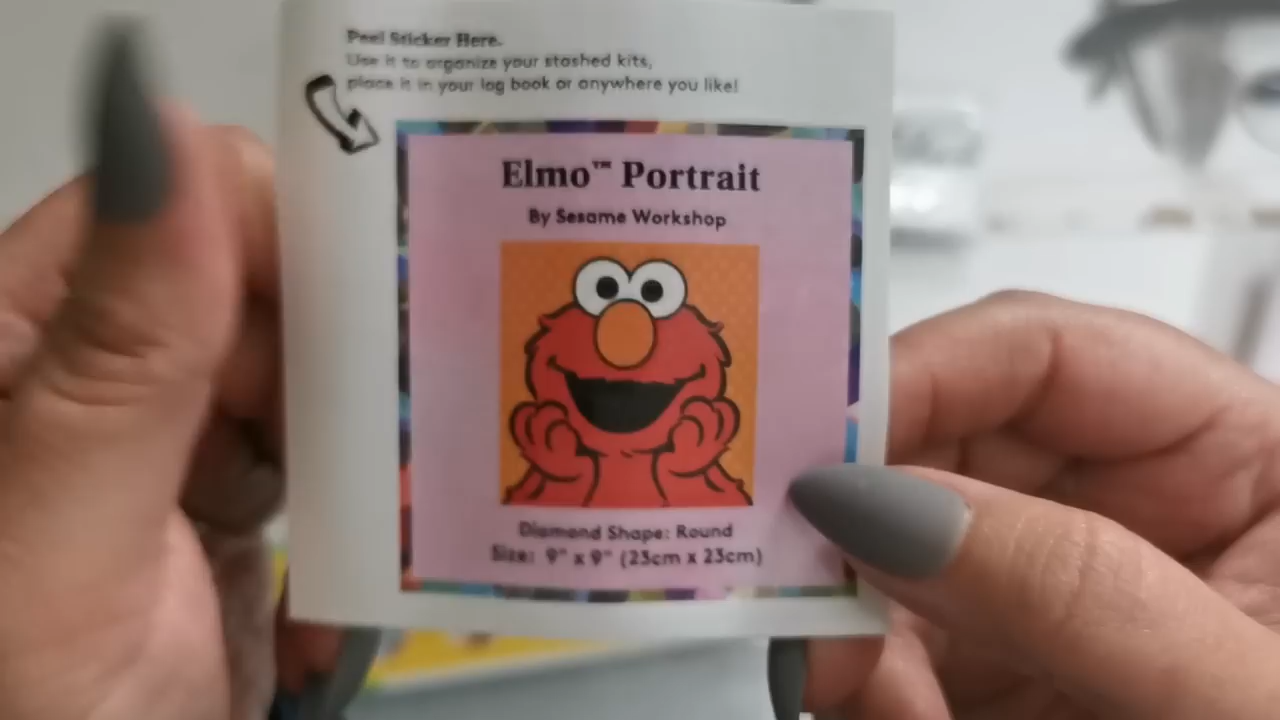 Peel Sticker Here.
Use it to organize your stashed kits,
place it in your log book or anywhere you like!
Elmo™ Portrait
By Sesame Workshop
Diamond Shape: Round
Size: 9" x 9" (23cm x 23cm)